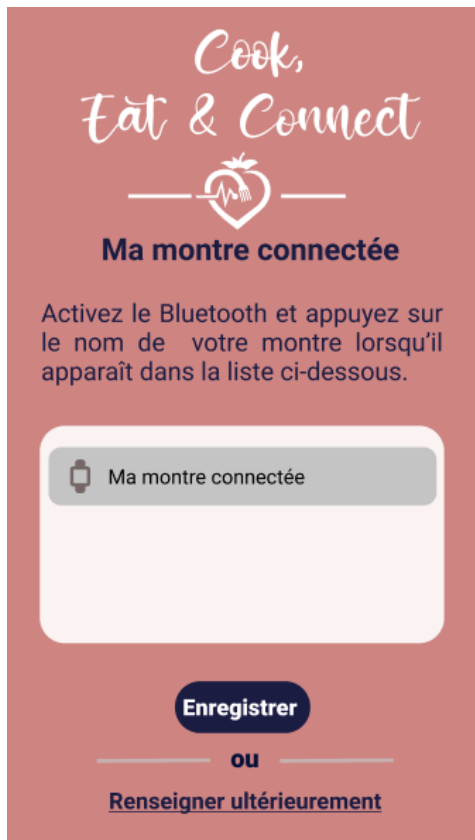 Cook,
Eat & Connect
Ma montre connectée
Activez le Bluetooth et appuyez sur
le nom de votre montre lorsqu'il
apparaît dans la liste ci-dessous.
Ma montre connectée
Enregistrer
ou
Renseigner ultérieurement